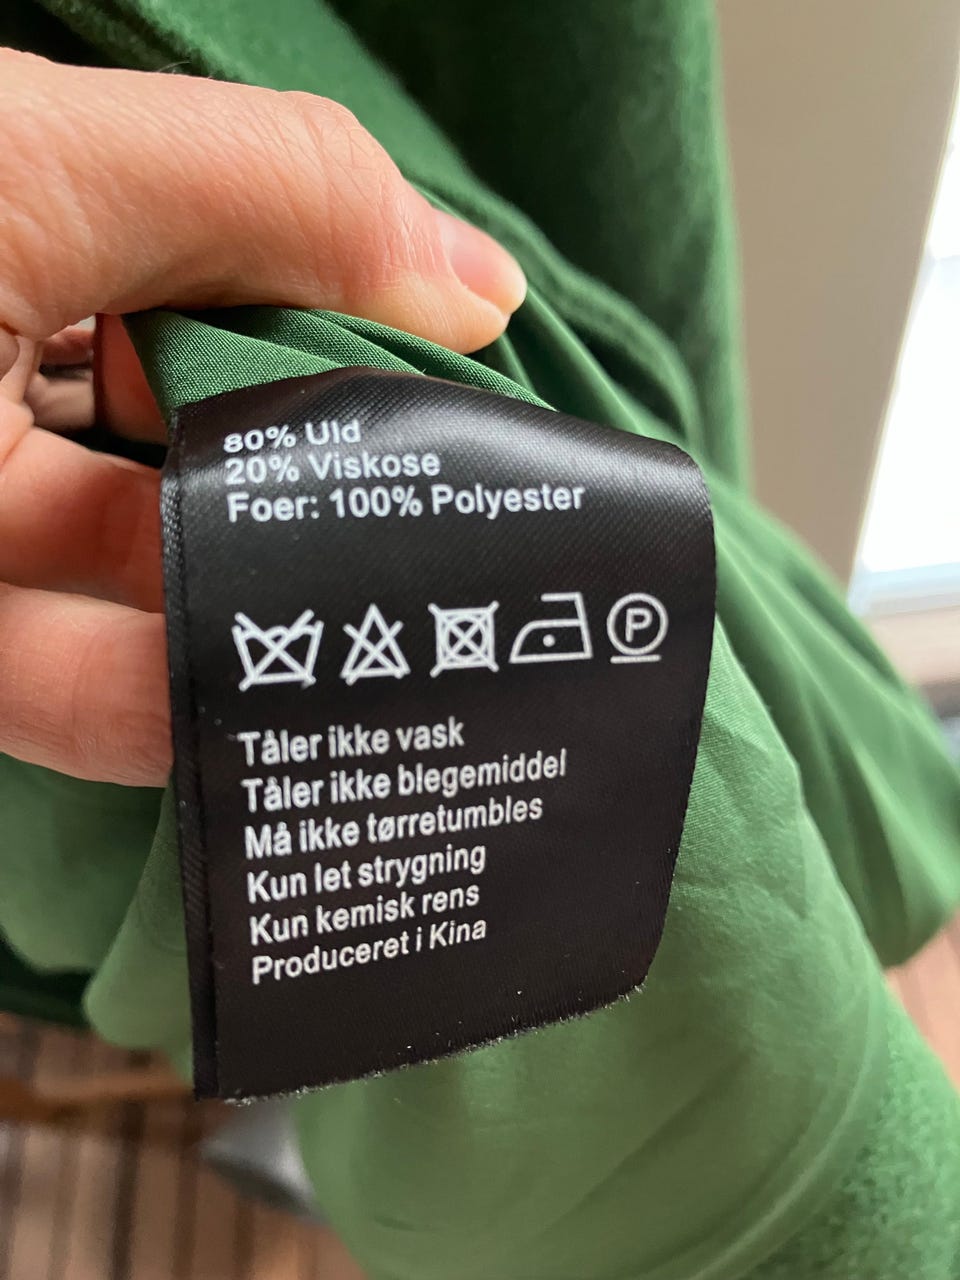 80% Uld
20% Viskose
Foer: 100% Polyester
P
Tåler ikke vask
Tåler ikke blegemiddel
Må ikke tørretumbles
Kun let strygning
Kun kemisk rens
Produceret i Kina